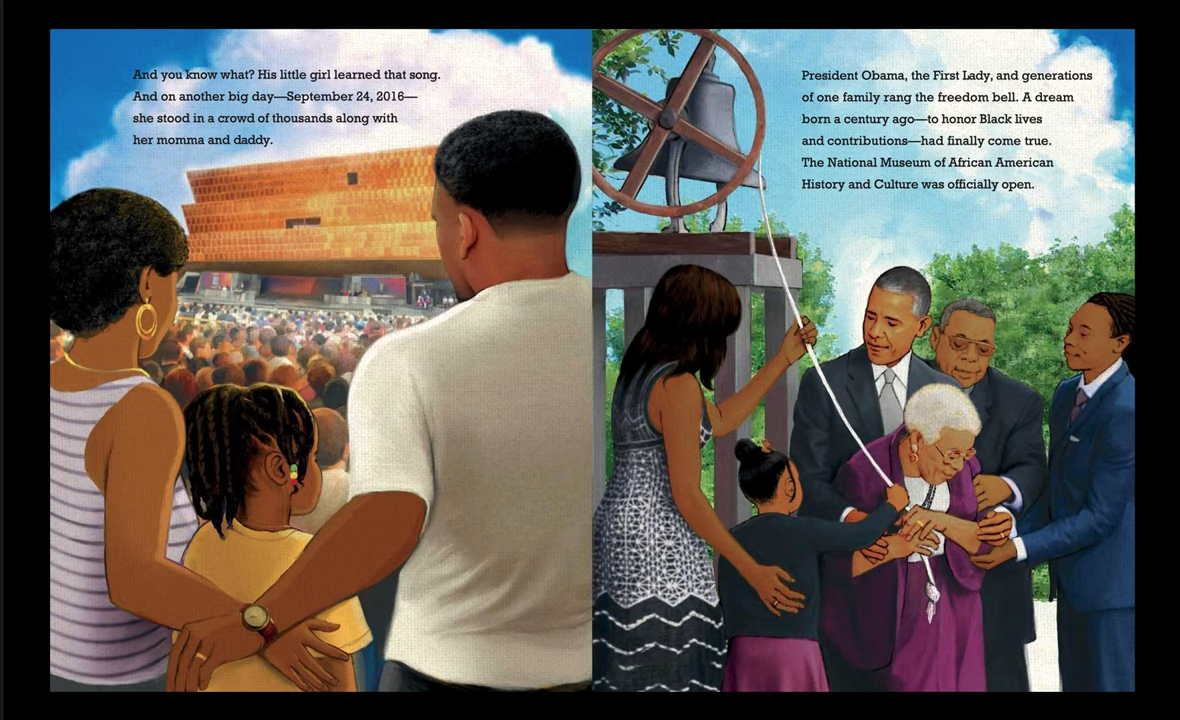 And you know what? His little girl learned that song.
And on another big day—September 24, 2016—
she stood in a crowd of thousands along with
her momma and daddy.
President Obama, the First Lady, and generations
of one family rang the freedom bell. A dream
born a century ago—to honor Black lives
and contributions—had finally come true.
The National Museum of African American
History and Culture was officially open.